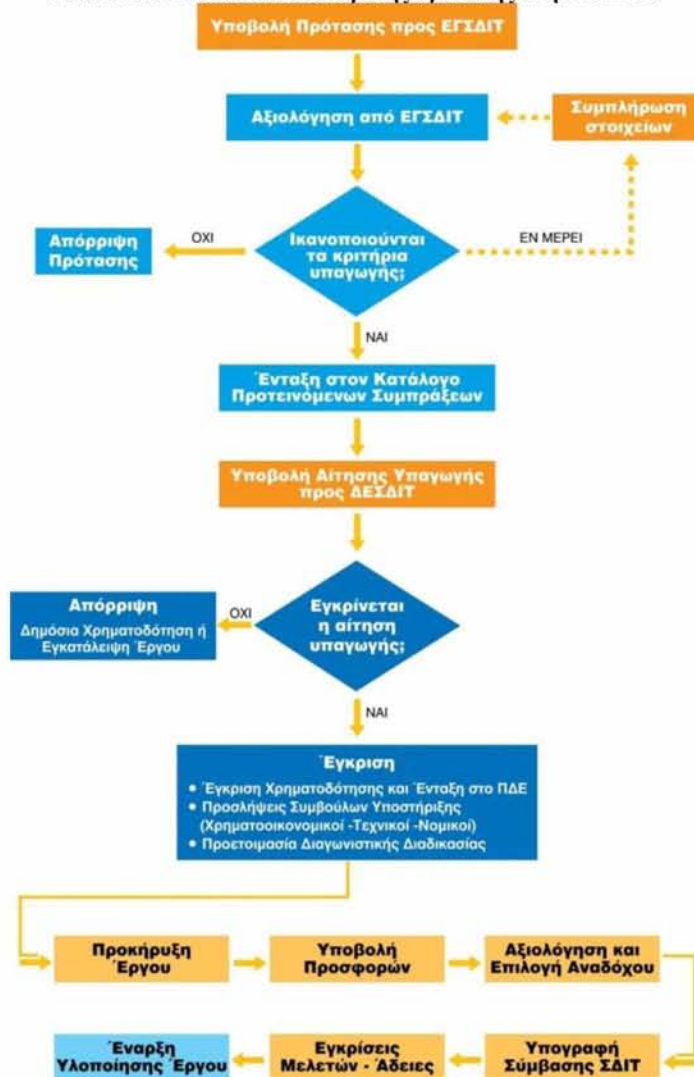 Υποβολή Πρότασης προς ΕΓΣΔΙΤ
Αξιολόγηση από ΕΓΣΔΙΤ
Συμπλήρωση
στοιχείων
Ικανοποιούνται
τα κριτήρια
υπαγωγής;
ΟΧΙ
ΕΝ ΜΕΡΕΙ
Απόρριψη
Πρότασης
ΝΑΙ
Ένταξη στον Κατάλογο
Προτεινόμενων Συμπράξεων
Υποβολή Αίτησης Υπαγωγής
προς ΔΕΣΔΙΤ
Εγκρίνεται
η αίτηση
υπαγωγής;
ΟΧΙ
Απόρριψη
Δημόσια Χρηματοδότηση ή
Εγκατάλειψη Έργου
ΝΑΙ
Έγκριση
• Έγκριση Χρηματοδότησης και Ένταξη στο ΠΔΕ
• Προσλήψεις Συμβούλων Υποστήριξης
(Χρηματοοικονομικοί -Τεχνικοί -Νομικοί)
• Προετοιμασία Διαγωνιστικής Διαδικασίας
Προκήρυξη
Έργου
Υποβολή
Προσφορών
Αξιολόγηση και
Επιλογή Αναδόχου
Υπογραφή
Σύμβασης ΣΔΙΤ
Εγκρίσεις
Μελετών - Άδειες
Έναρξη
Υλοποίησης Έργου